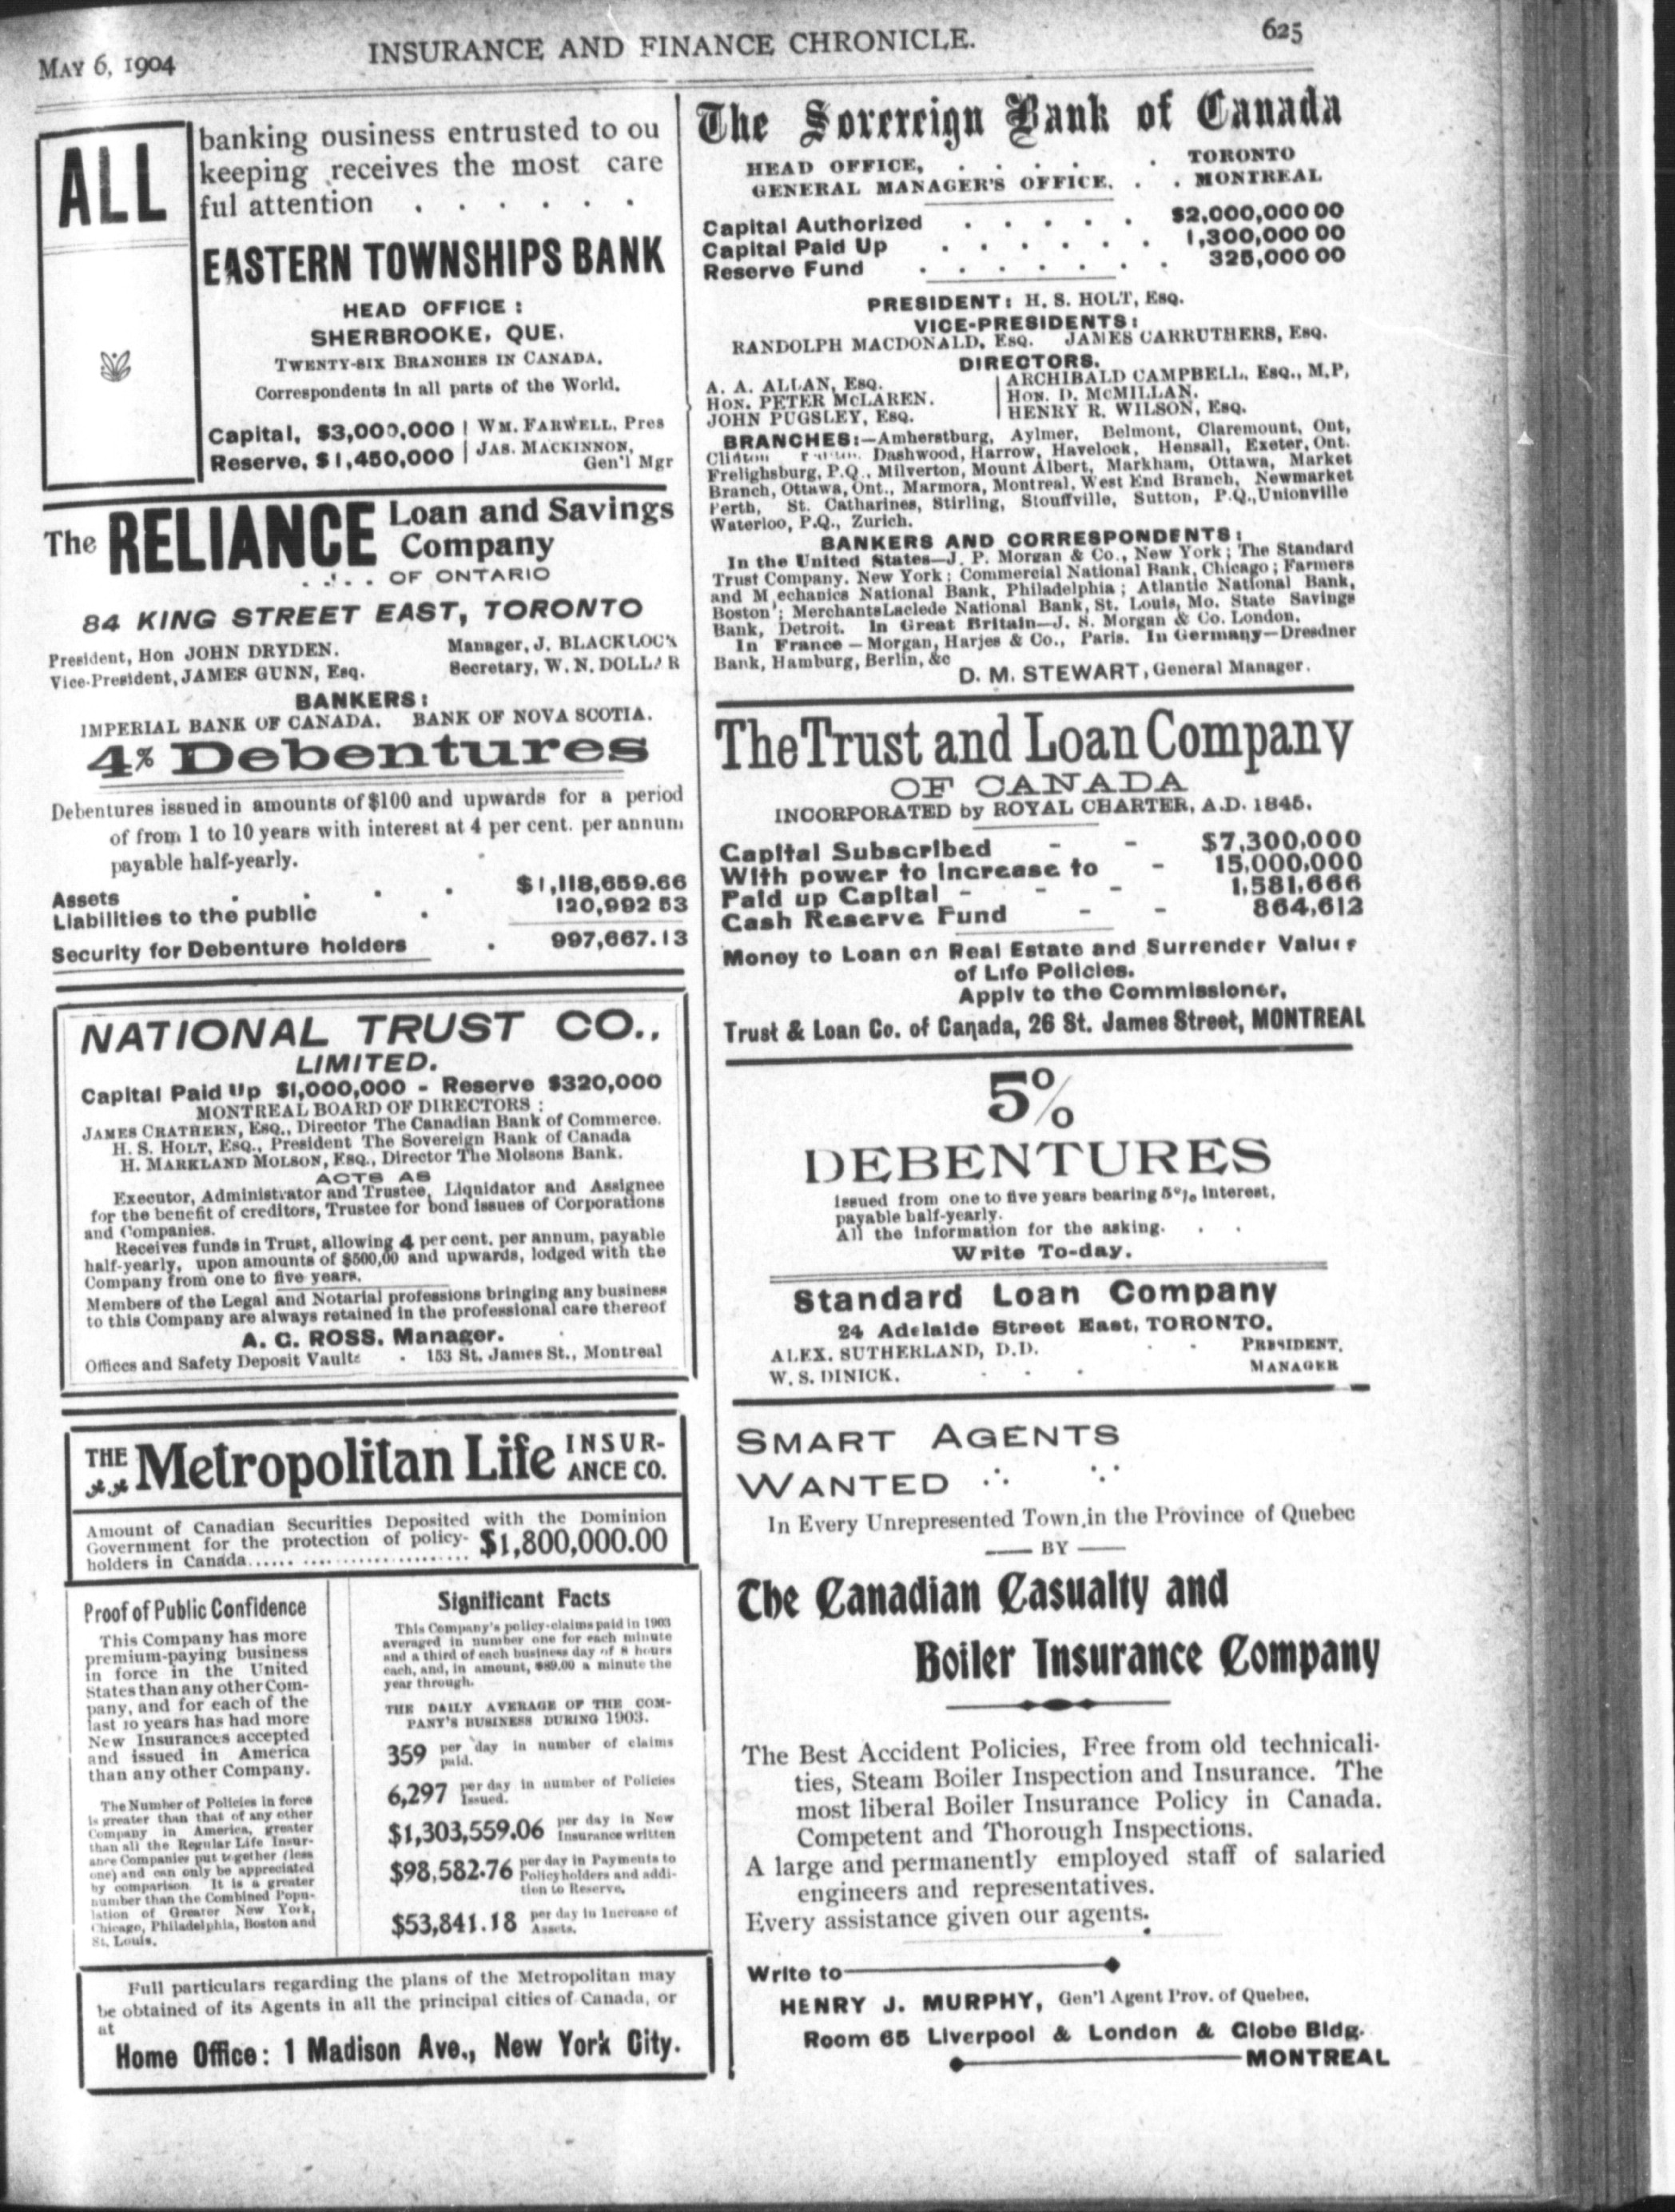 MAY 6, 1904
INSURANCE AND FINANCE CHRONICLE.
625
ALL
banking ousiness entrusted to ou
keeping receives the most care
ful attention . . . . . .
EASTERN TOWNSHIPS BANK
HEAD OFFICE :
SHERBROOKE, QUE.
TWENTY-SIX BRANCHES IN CANADA.
Correspondents in all parts of the World.
Capital, $3,000,000 | WM. FARWELL, Pres
Reserve, $1,450,000 | JAS. MACKINNON,
Gen'l Mgr
The RELIANCE Loan and Savings
Company
OF ONTARIO
84 KING STREET EAST, TORONTO
President, Hon JOHN DRYDEN. Manager, J. BLACKLOCK
Vice-President, JAMES GUNN, Esq. Secretary, W. N. DOLLAR
BANKERS:
IMPERIAL BANK OF CANADA. BANK OF NOVA SCOTIA.
4% Debentures
Debentures issued in amounts of $100 and upwards for a period
of from 1 to 10 years with interest at 4 per cent. per annum
payable half-yearly.
Assets . . . . $1,118,659.66
Liabilities to the public . 120,992 53
Security for Debenture holders . 997,667.13
NATIONAL TRUST CO.,
LIMITED.
Capital Paid Up $1,000,000 - Reserve $320,000
MONTREAL BOARD OF DIRECTORS :
JAMES CRATHERN, ESQ., Director The Canadian Bank of Commerce.
H. S. HOLT, ESQ., President The Sovereign Bank of Canada
H. MARKLAND MOLSON, ESQ., Director The Molsons Bank.
ACTS AS
Executor, Administrator and Trustee, Liquidator and Assignee
for the benefit of creditors, Trustee for bond issues of Corporations
and Companies.
Receives funds in Trust, allowing 4 per cent. per annum, payable
half-yearly, upon amounts of $500,00 and upwards, lodged with the
Company from one to five years.
Members of the Legal and Notarial professions bringing any business
to this Company are always retained in the professional care thereof
A. G. ROSS, Manager.
Offices and Safety Deposit Vaults . 153 St. James St., Montreal
THE Metropolitan Life INSUR-
ANCE CO.
Amount of Canadian Securities Deposited with the Dominion
Government for the protection of policy-
holders in Canada...... $1,800,000.00
Proof of Public Confidence
This Company has more
premium-paying business
in force in the United
States than any other Com-
pany, and for each of the
last 10 years has had more
New Insurances accepted
and issued in America
than any other Company.
The Number of Policies in force
is greater than that of any other
Company in America, greater
than all the Regular Life Insur-
ance Companies put together (less
one) and can only be appreciated
by comparison. It is a greater
number than the Combined Popu-
lation of Greater New York,
Chicago, Philadelphia, Boston and
St. Louis.
Significant Facts
This Company's policy-claims paid in 1903
averaged in number one for each minute
and a third of each business day of 8 hours
each, and, in amount, $89.00 a minute the
year through.
THE DAILY AVERAGE OF THE COM-
PANY'S BUSINESS DURING 1903.
359 per day in number of claims
paid.
6,297 per day in number of Policies
Issued.
$1,303,559.06 per day in New
Insurance written
$98,582.76 per day in Payments to
Policyholders and addi-
tion to Reserve.
$53,841.18 per day in Increase of
Assets.
Full particulars regarding the plans of the Metropolitan may
be obtained of its Agents in all the principal cities of Canada, or
at
Home Office: 1 Madison Ave., New York City.
The Sovereign Bank of Canada
HEAD OFFICE, . . . . . TORONTO
GENERAL MANAGER'S OFFICE. . . MONTREAL
Capital Authorized . . . . . $2,000,000 00
Capital Paid Up . . . . . . 1,300,000 00
Reserve Fund . . . . . . . 325,000 00
PRESIDENT: H. S. HOLT, Esq.
VICE-PRESIDENTS:
RANDOLPH MACDONALD, Esq. JAMES CARRUTHERS, Esq.
DIRECTORS.
A. A. ALLAN, Esq. ARCHIBALD CAMPBELL, Esq., M.P,
HON. PETER McLAREN. HON. D. McMILLAN.
JOHN PUGSLEY, Esq. HENRY R. WILSON, Esq.
BRANCHES:—Amherstburg, Aylmer, Belmont, Claremount, Ont,
Clinton Dashwood, Harrow, Havelock, Hensall, Exeter, Ont.
Frelighsburg, P.Q., Milverton, Mount Albert, Markham, Ottawa, Market
Branch, Ottawa, Ont., Marmora, Montreal, West End Branch, Newmarket
Perth, St. Catharines, Stirling, Stouffville, Sutton, P.Q., Unionville
Waterloo, P.Q., Zurich.
BANKERS AND CORRESPONDENTS:
In the United States—J. P. Morgan & Co., New York; The Standard
Trust Company. New York; Commercial National Bank, Chicago; Farmers
and M echanics National Bank, Philadelphia; Atlantic National Bank,
Boston; MerchantsLaclede National Bank, St. Louis, Mo. State Savings
Bank, Detroit. In Great Britain—J. S. Morgan & Co. London.
In France—Morgan, Harjes & Co., Paris. In Germany—Dresdner
Bank, Hamburg, Berlin, &c
D. M. STEWART, General Manager.
The Trust and Loan Company
OF CANADA
INCORPORATED by ROYAL CHARTER, A.D. 1845.
Capital Subscribed - - $7,300,000
With power to increase to - 15,000,000
Paid up Capital - - - 1,581,666
Cash Reserve Fund - - 864,612
Money to Loan on Real Estate and Surrender Values
of Life Policies.
Apply to the Commissioner,
Trust & Loan Co. of Canada, 26 St. James Street, MONTREAL
5%
DEBENTURES
Issued from one to five years bearing 5% interest,
payable half-yearly.
All the information for the asking. . .
Write To-day.
Standard Loan Company
24 Adelaide Street East, TORONTO.
ALEX. SUTHERLAND, D.D. - - PRESIDENT.
W. S. DINICK. - - - MANAGER
SMART AGENTS
WANTED
In Every Unrepresented Town,in the Province of Quebec
— BY —
The Canadian Casualty and
Boiler Insurance Company
The Best Accident Policies, Free from old technicali-
ties, Steam Boiler Inspection and Insurance. The
most liberal Boiler Insurance Policy in Canada.
Competent and Thorough Inspections.
A large and permanently employed staff of salaried
engineers and representatives.
Every assistance given our agents.
Write to
HENRY J. MURPHY, Gen'l Agent Prov. of Quebec.
Room 65 Liverpool & London & Globe Bldg.
MONTREAL